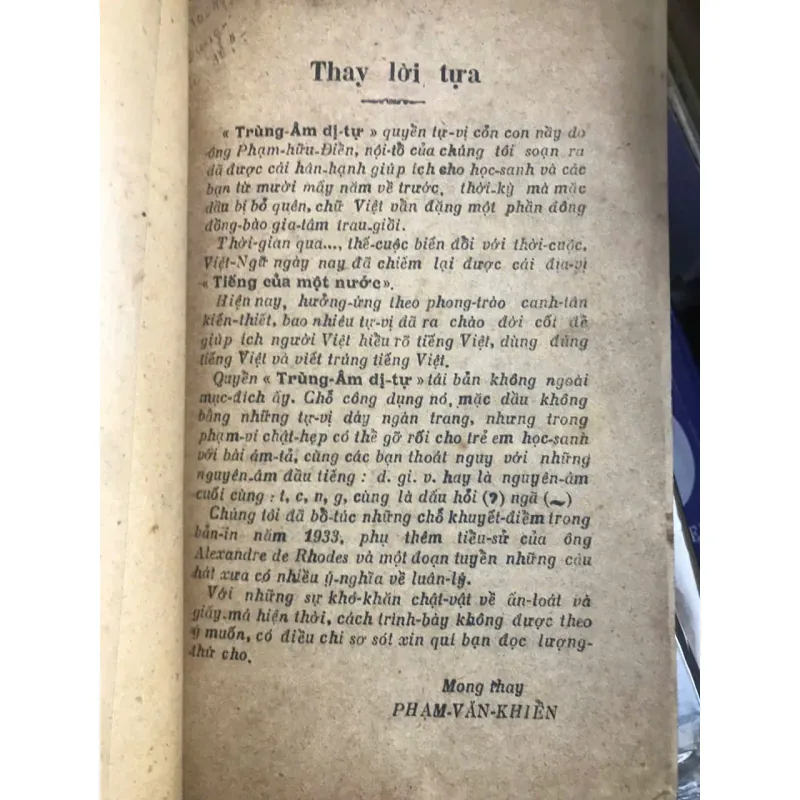 Thay lời tựa
« Trùng-Âm dị-tự » quyển tự-vị cỏn con nầy do
ông Phạm-hữu-Điền, nội-tồ của chúng tôi soạn ra
đã được cái hân-hạnh giúp ích cho học-sanh và các
bạn từ mười mấy năm về trước, thời-kỳ mà mặc
dầu bị bỏ quên, chữ Việt vẫn đặng một phần đông
đồng-bào gia-tâm trau-giồi.
Thời-gian qua..., thế-cuộc biến đổi với thời-cuộc,
Việt-Ngữ ngày nay đã chiếm lại được cái địa-vị
« Tiếng của một nước».
Hiện nay, hưởng-ứng theo phong-trào canh-tân
kiến-thiết, bao nhiêu tự-vị đã ra chào đời cốt đề
giúp ích người Việt hiểu rõ tiếng Việt, dùng đúng
tiếng Việt và viết trúng tiếng Việt.
Quyển « Trùng-Âm dị-tự » tái bản không ngoài
mục-đích ấy. Chỗ công dụng nó, mặc dầu không
bằng những tự-vị dày ngàn trang, nhưng trong
phạm-vi chật-hẹp có thể gỡ rối cho trẻ em học-sanh
với bài ám-tả, cùng các bạn thoát nguy với những
nguyên-âm đầu tiếng : d. gi. v. hay là nguyên-âm
cuối cùng : t, c, n, g, cùng là dấu hỏi (?) ngã (~)
Chúng tôi đã bổ-túc những chỗ khuyết-điểm trong
bản-in năm 1933, phụ thêm tiểu-sử của ông
Alexandre de Rhodes và một đoạn tuyển những câu
hát xưa có nhiều ý-nghĩa về luân-lý.
Với những sự khó-khăn chật-vật về ấn-loát và
giấy má hiện thời, cách trình-bày không được theo
ý muốn, có điều chi sơ sót xin quí bạn đọc lượng-
thứ cho.
Mong thay
PHẠM-VĂN-KHIỀN